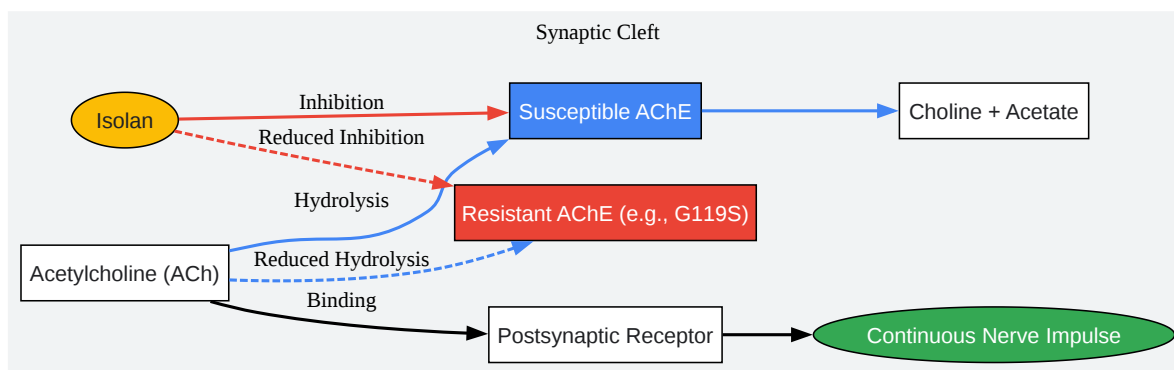 Synaptic Cleft
Isolan
Inhibition
Susceptible AChE
Choline + Acetate
Reduced Inhibition
Hydrolysis
Resistant AChE (e.g., G119S)
Acetylcholine (ACh)
Reduced Hydrolysis
Binding
Postsynaptic Receptor
Continuous Nerve Impulse